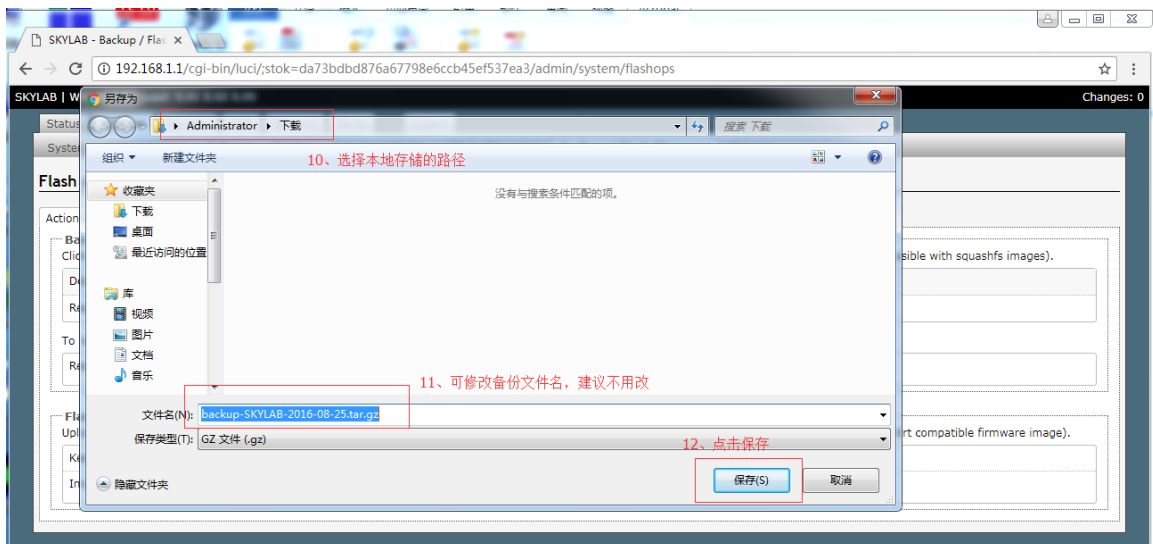 SKYLAB - Backup / Flas
192.168.1.1/cgi-bin/luci/;stok=da73bdbd876a67798e6ccb45ef537ea3/admin/system/flashops
SKYLAB | W
Changes: 0
另存为
Status
Administrator
下载
搜索 下载
System
组织
新建文件夹
10、选择本地存储的路径
Flash
收藏夹
没有与搜索条件匹配的项。
下载
Action
桌面
Ba
最近访问的位置
Clic
sible with squashfs images).
库
视频
图片
To
文档
音乐
11、可修改备份文件名，建议不用改
文件名(N): backup-SKYLAB-2016-08-25.tar.gz
Fla
保存类型(T): GZ 文件 (.gz)
Upl
rt compatible firmware image).
12、点击保存
隐藏文件夹
保存(S)
取消